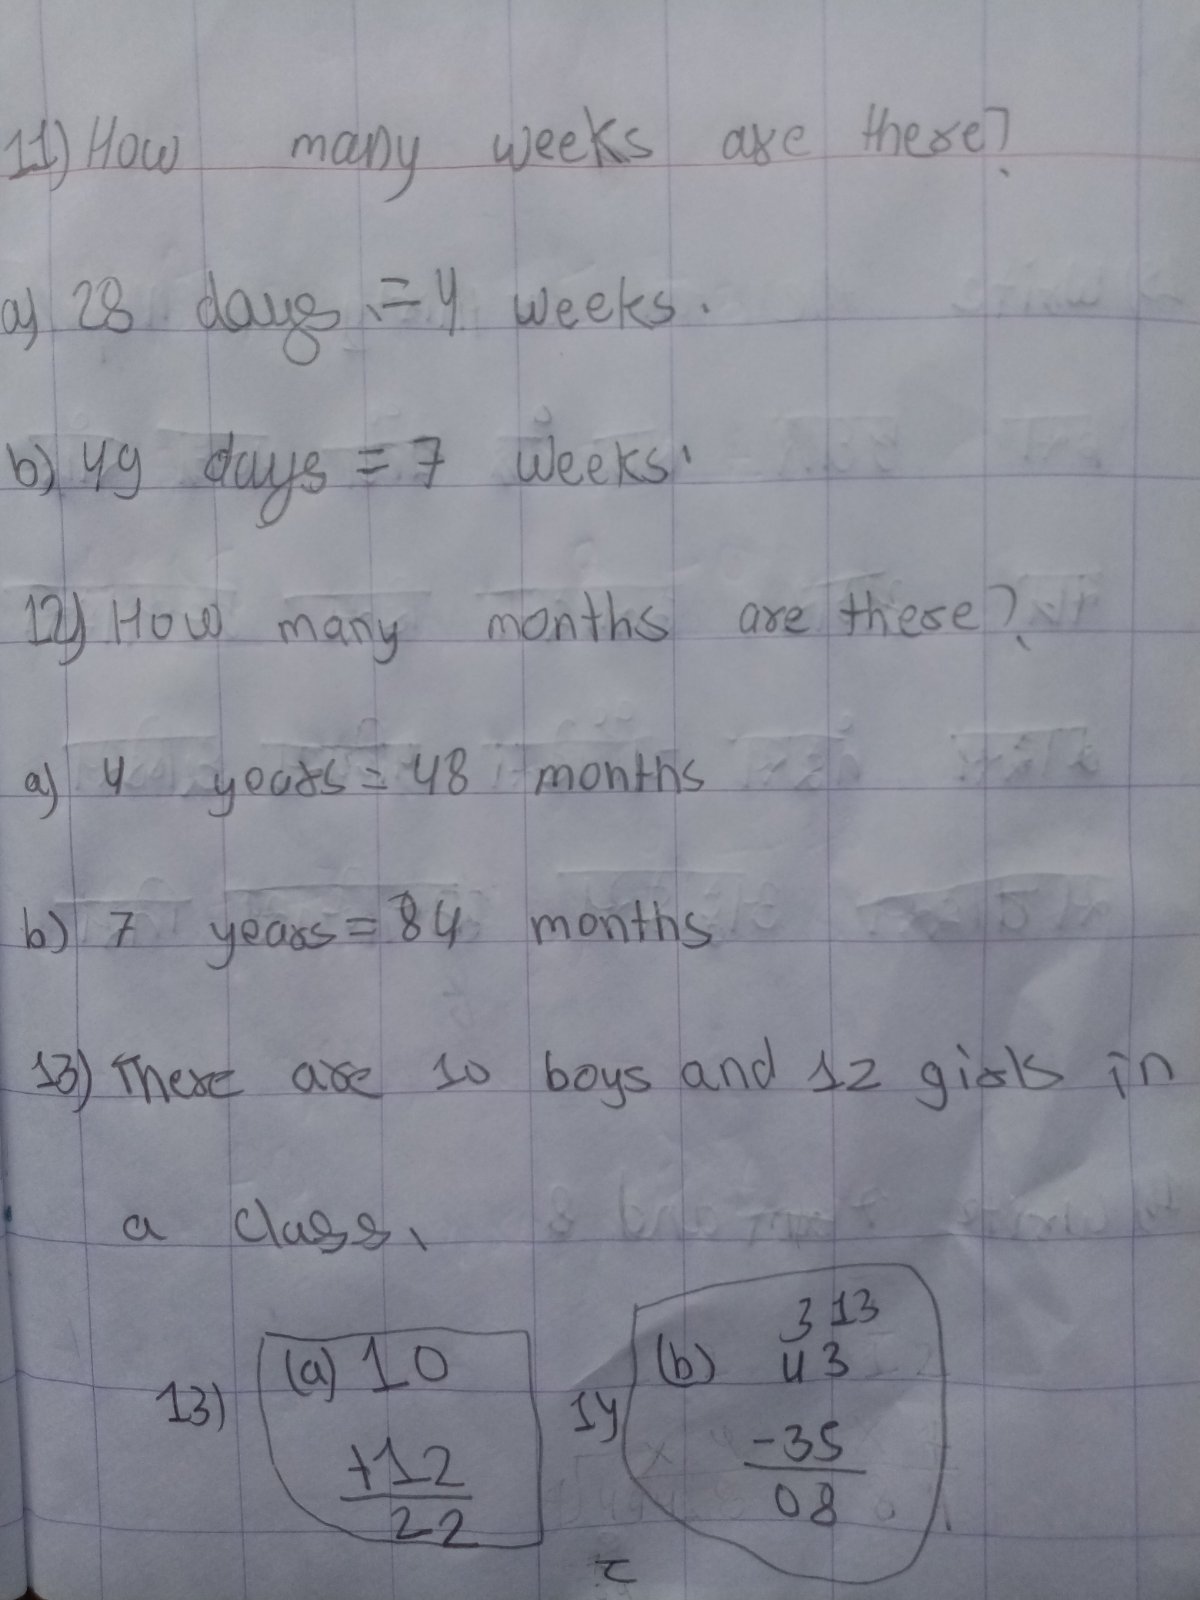 11) How many weeks are there?
a) 28 days = 4 weeks.
b) 49 days = 7 weeks.
12) How many months are there?
a) 4 years = 48 months
b) 7 years = 84 months
13) There are 10 boys and 12 girls in
a class.
13) (a) 10
+12
22
14 (b) 3 13
43
-35
08